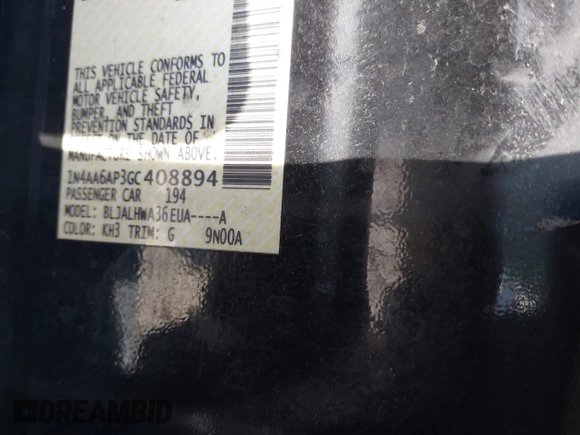 THIS VEHICLE CONFORMS TO
ALL APPLICABLE FEDERAL
MOTOR VEHICLE SAFETY,
BUMPER, AND THEFT
PREVENTION STANDARDS IN
ON THE DATE OF
MANUFACTURE SHOWN ABOVE.
1N4AA6AP3GC408894
PASSENGER CAR 194
MODEL: BLJALHWA36EUA----A
COLOR: KH3 TRIM: G 9N00A
DREAMBID